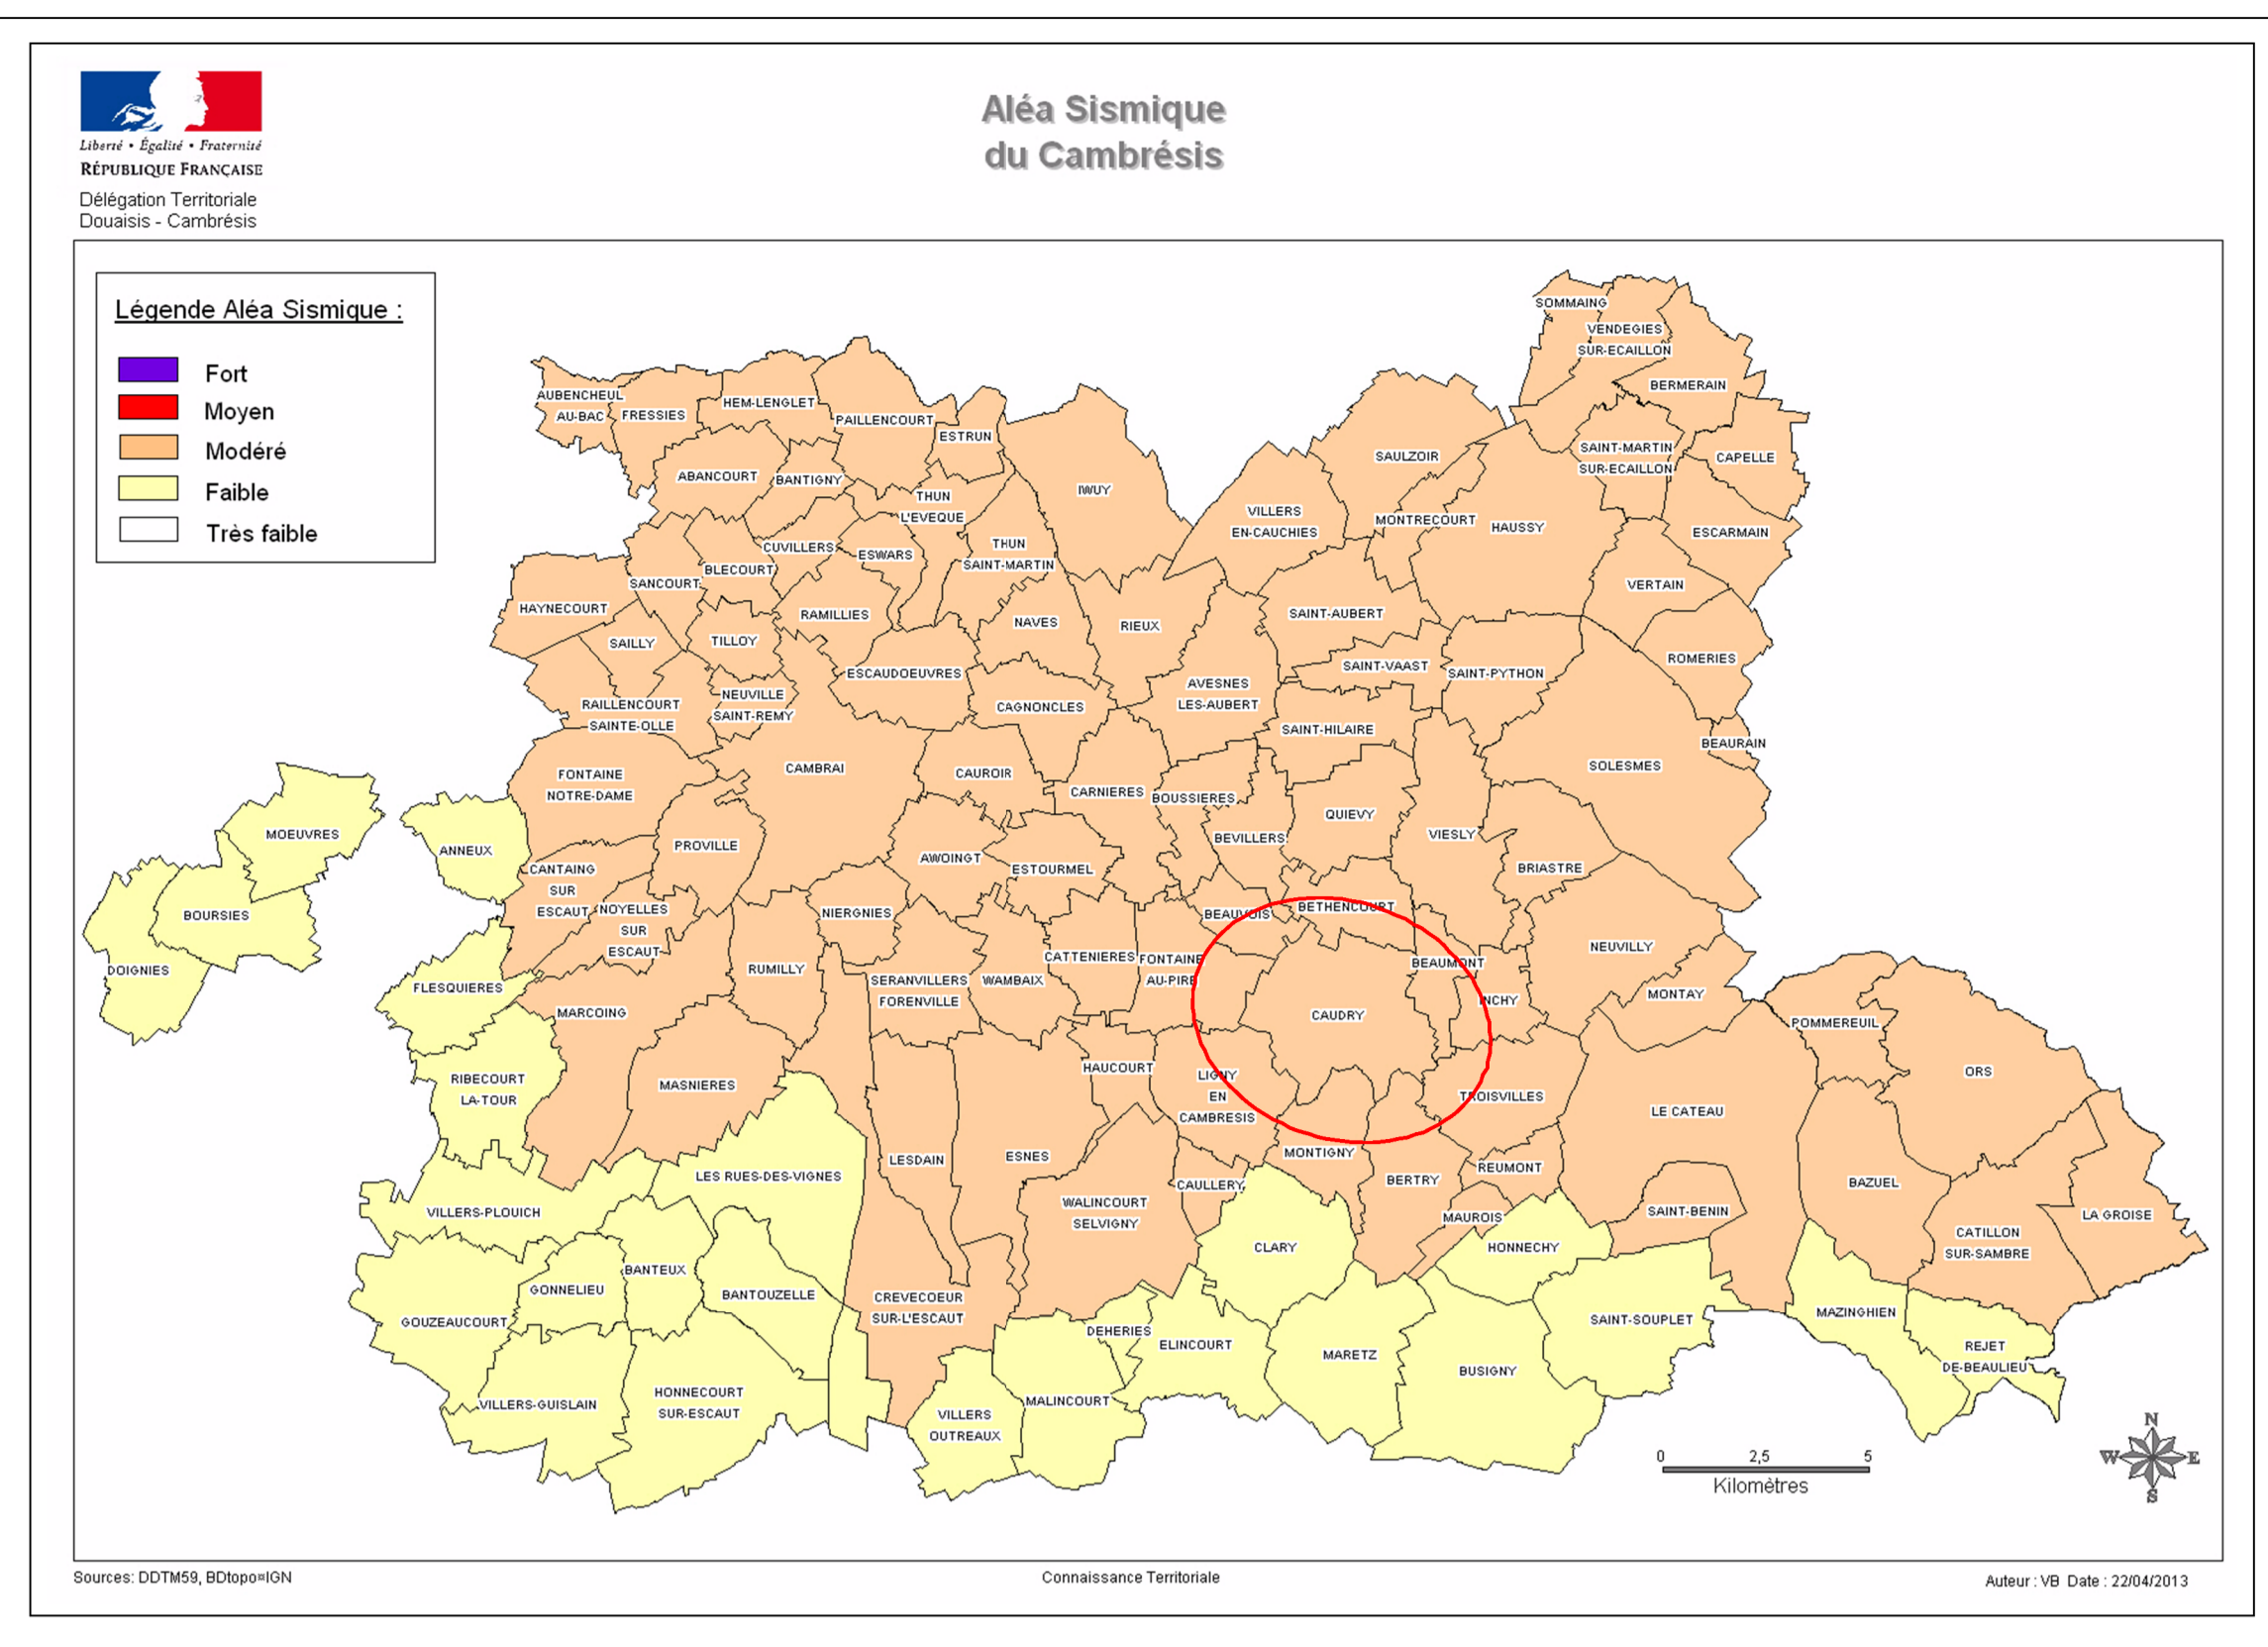 Liberté • Égalité • Fraternité
RÉPUBLIQUE FRANÇAISE
Délégation Territoriale
Douaisis - Cambrésis
Aléa Sismique
du Cambrésis
Légende Aléa Sismique :
Fort
Moyen
Modéré
Faible
Très faible
SOMMAING
VENDEGIES
SUR-ECAILLON
BERMERAIN
AUBENCHEUL
AU-BAC
FRESSIES
HEM-LENGLET
PAILLENCOURT
ESTRUN
SAINT-MARTIN
SUR-ECAILLON
CAPELLE
SAULZOIR
ABANCOURT
BANTIGNY
THUN
L'EVEQUE
IWUY
VILLERS
EN-CAUCHIES
MONTRECOURT
HAUSSY
ESCARMAIN
CUVILLERS
ESWARS
THUN
SAINT-MARTIN
BLECOURT
SANCOURT
VERTAIN
HAYNECOURT
RAMILLIES
NAVES
RIEUX
SAINT-AUBERT
SAILLY
TILLOY
ROMERIES
SAINT-VAAST
SAINT-PYTHON
ESCAUDOEUVRES
AVESNES
LES-AUBERT
NEUVILLE
SAINT-REMY
RAILLENCOURT
SAINTE-OLLE
CAGNONCLES
SAINT-HILAIRE
BEAURAIN
SOLESMES
CAMBRAI
CAUROIR
FONTAINE
NOTRE-DAME
CARNIERES
BOUSSIERES
QUIEVY
MOEUVRES
ANNEUX
PROVILLE
BEVILLERS
VIESLY
AWOINGT
ESTOURMEL
BRIASTRE
CANTAING
SUR
ESCAUT
NOYELLES
SUR
ESCAUT
NIERGNIES
BEAUVOIS
BETHENCOURT
BOURSIES
DOIGNIES
NEUVILLY
CATTENIERES
FONTAINE
AU-PIRE
BEAUMONT
RUMILLY
SERANVILLERS
FORENVILLE
WAMBAIX
FLESQUIERES
INCHY
MONTAY
MARCOING
CAUDRY
POMMEREUIL
RIBECOURT
LA-TOUR
MASNIERES
HAUCOURT
LIGNY
EN
CAMBRESIS
TROISVILLES
LE CATEAU
ORS
LESDAIN
ESNES
MONTIGNY
REUMONT
LES RUES-DES-VIGNES
CAULLERY
BERTRY
BAZUEL
VILLERS-PLOUICH
WALINCOURT
SELVIGNY
MAUROIS
SAINT-BENIN
LA GROISE
CLARY
HONNECHY
CATILLON
SUR-SAMBRE
BANTEUX
GONNELIEU
BANTOUZELLE
CREVECOEUR
SUR-L'ESCAUT
GOUZEAUCOURT
DEHERIES
ELINCOURT
SAINT-SOUPLET
MAZINGHIEN
MARETZ
BUSIGNY
REJET
DE-BEAULIEU
VILLERS-GUISLAIN
HONNECOURT
SUR-ESCAUT
MALINCOURT
VILLERS
OUTREAUX
N
W
E
S
0 2,5 5
Kilomètres
Sources: DDTM59, BDtopo¤IGN
Connaissance Territoriale
Auteur : VB Date : 22/04/2013